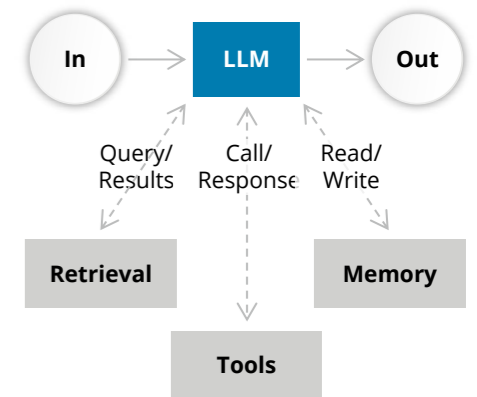 In
LLM
Out
Query/
Results
Call/
Response
Read/
Write
Retrieval
Memory
Tools